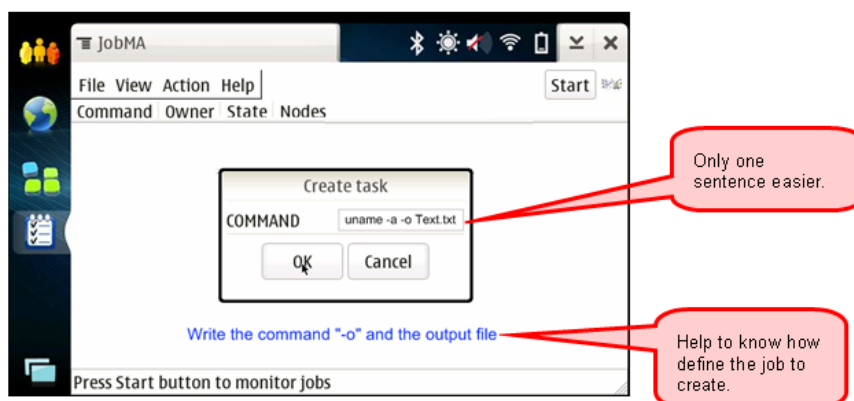 JobMA
File View Action Help
Start
Command Owner State Nodes
Create task
COMMAND
uname -a -o Text.txt
OK
Cancel
Write the command "-o" and the output file
Press Start button to monitor jobs
Only one
sentence easier.
Help to know how
define the job to
create.